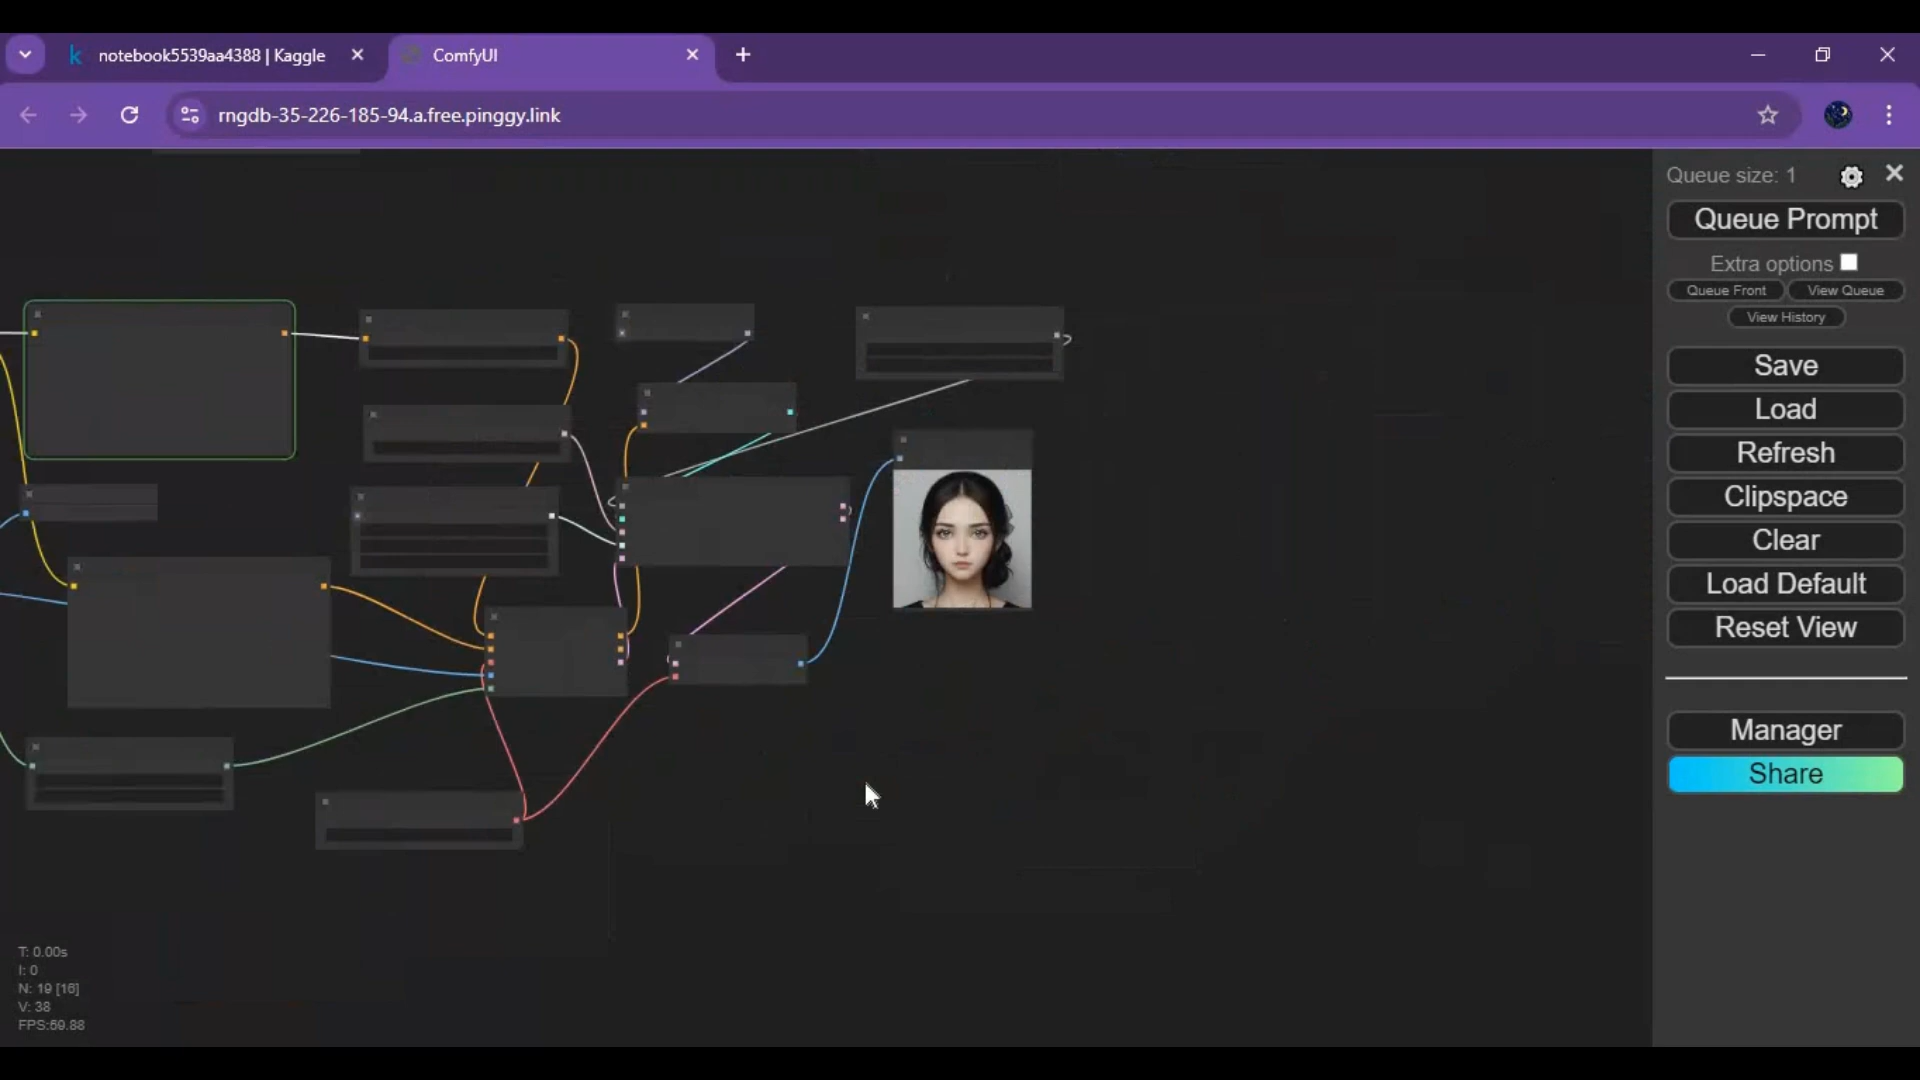 notebook5539aa4388 | Kaggle
ComfyUI
rngdb-35-226-185-94.a.free.pinggy.link
Queue size: 1
Queue Prompt
Extra options
Queue Front
View Queue
View History
Save
Load
Refresh
Clipspace
Clear
Load Default
Reset View
Manager
Share
T: 0.00s
I: 0
N: 19 [16]
V: 38
FPS:59.88